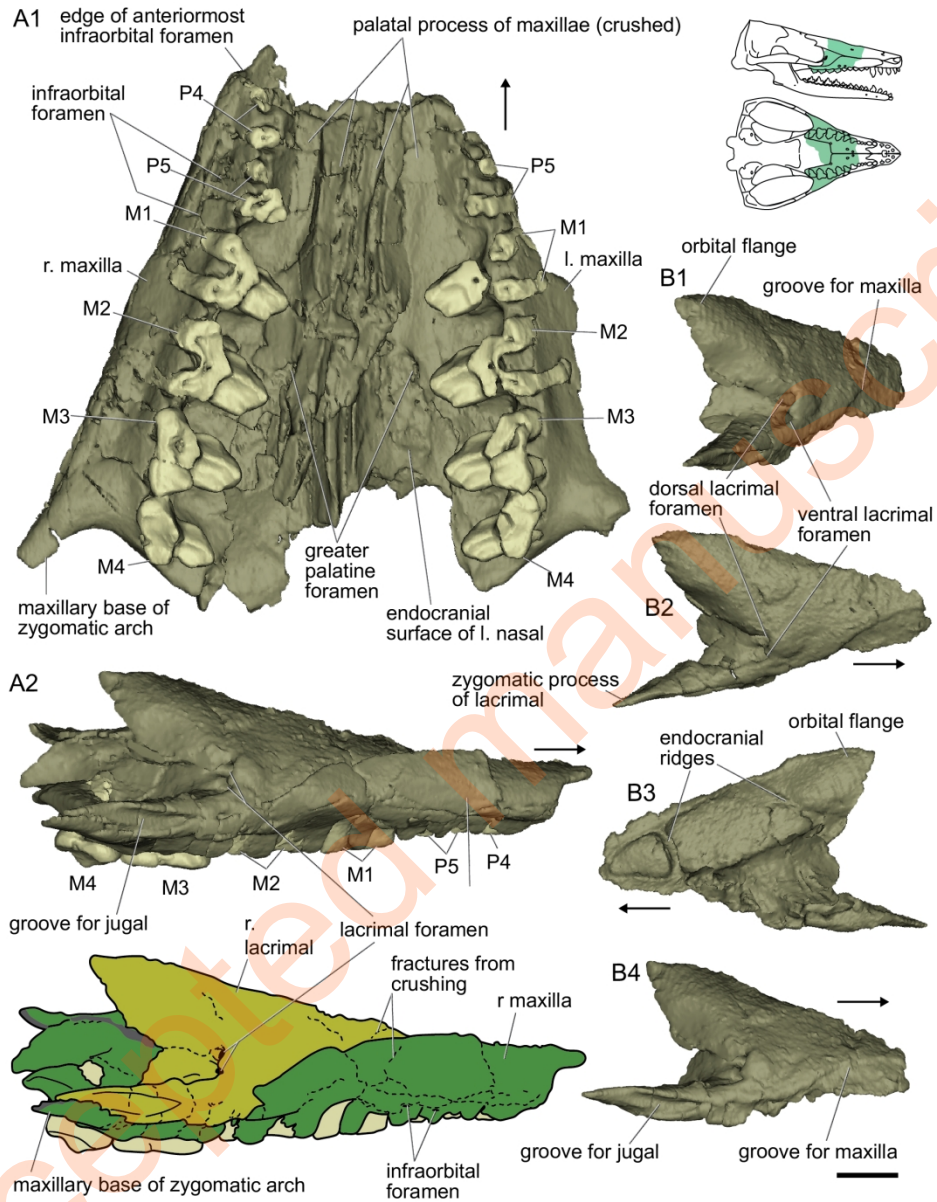 A1
edge of anteriormost
infraorbital foramen
palatal process of maxillae (crushed)
P4
infraorbital
foramen
P5
P5
M1
M1
r. maxilla
l. maxilla
M2
M2
M3
M3
M4
M4
greater
palatine
foramen
maxillary base of
zygomatic arch
endocranial
surface of l. nasal
orbital flange
B1
groove for maxilla
dorsal lacrimal
foramen
ventral lacrimal
foramen
B2
zygomatic process
of lacrimal
A2
M4
M3
M2
M1
P5
P4
groove for jugal
endocranial
ridges
orbital flange
B3
r.
lacrimal
lacrimal foramen
fractures from
crushing
r maxilla
maxillary base of zygomatic arch
infraorbital
foramen
B4
groove for jugal
groove for maxilla
cepted manuscri